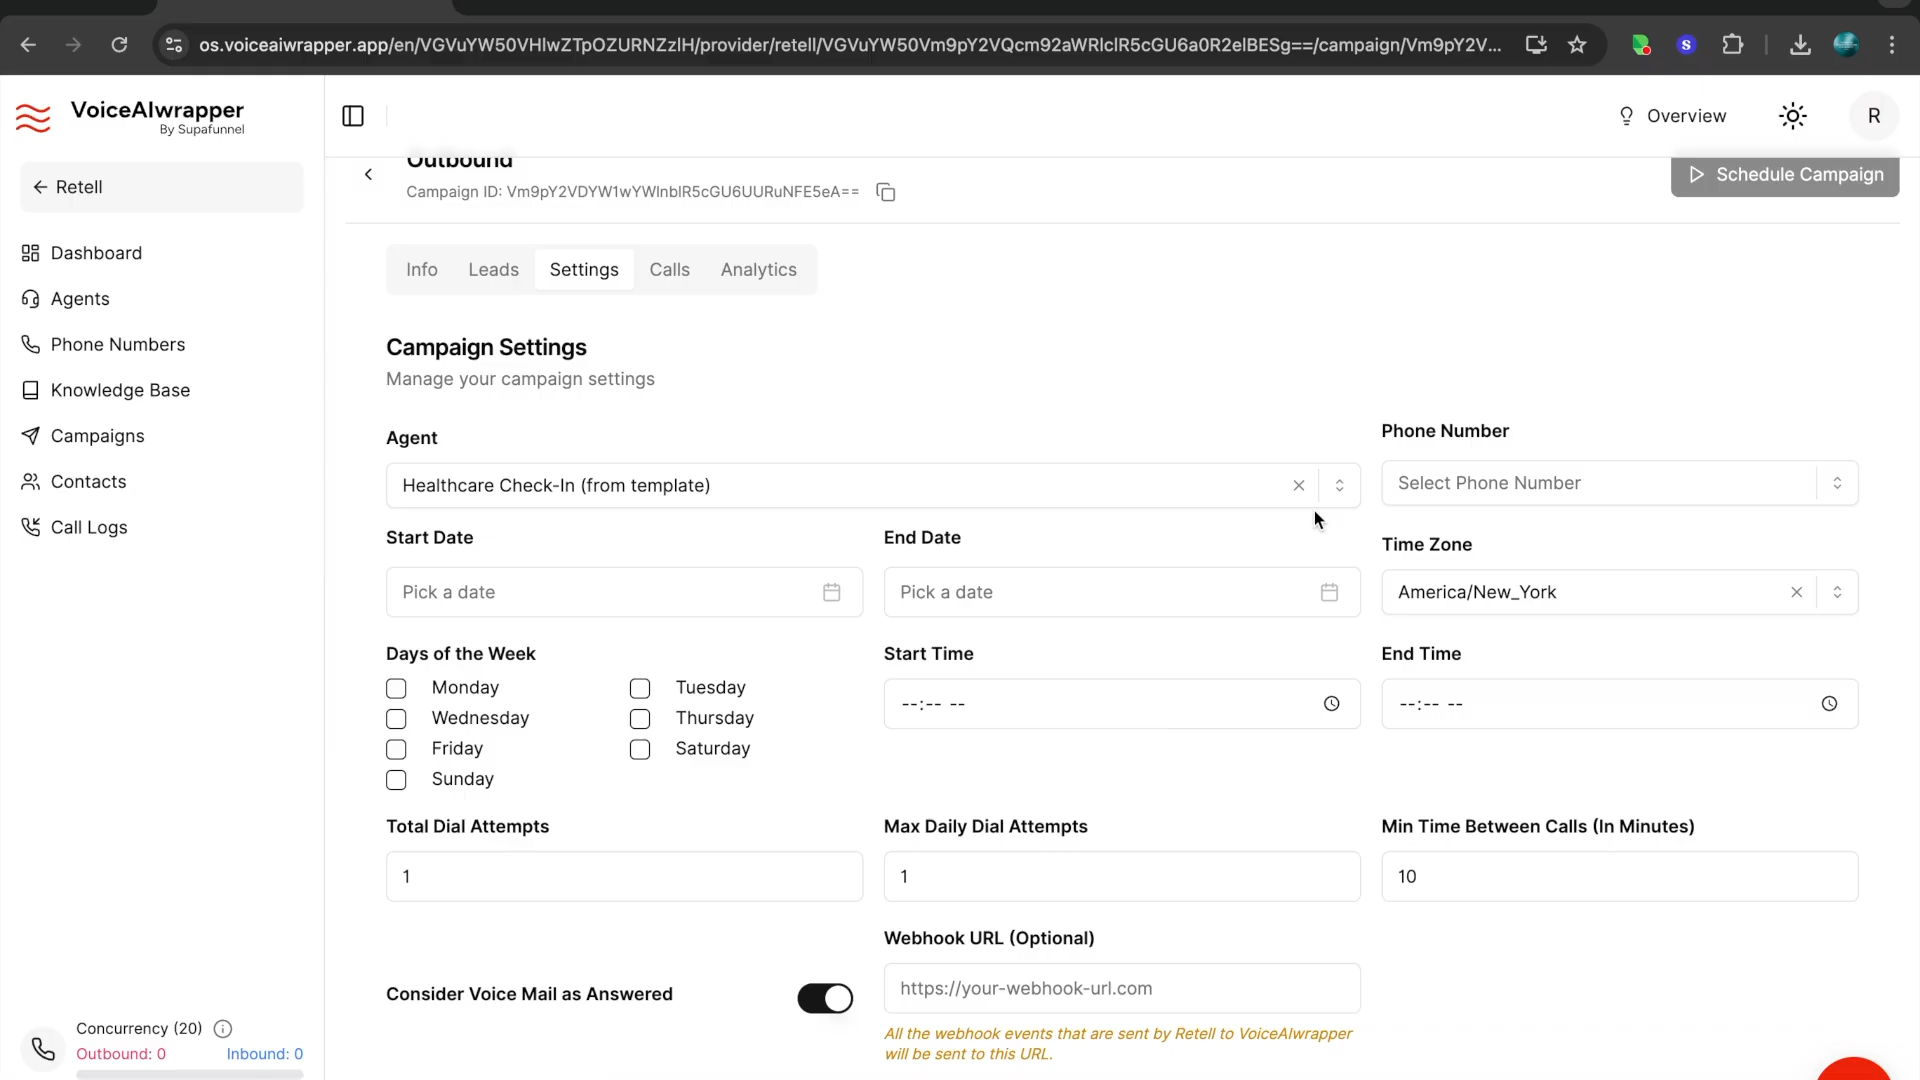 os.voiceaiwrapper.app/en/VGVuYW50VHlwZTpOZURNZzlH/provider/retell/VGVuYW50Vm9pY2VQcm92aWRlclR5cGU6a0R2elBESg==/campaign/Vm9pY2V...
S
VoiceAIwrapper
By Supafunnel
Overview
R
Retell
Outbound
Campaign ID: Vm9pY2VDYW1wYWlnblR5cGU6UURuNFE5eA==
Schedule Campaign
Dashboard
Agents
Phone Numbers
Knowledge Base
Campaigns
Contacts
Call Logs
Info Leads Settings Calls Analytics
Campaign Settings
Manage your campaign settings
Agent
Phone Number
Healthcare Check-In (from template)
Select Phone Number
Start Date
End Date
Time Zone
Pick a date
Pick a date
America/New_York
Days of the Week
Start Time
End Time
Monday
Tuesday
Wednesday
Thursday
Friday
Saturday
Sunday
--:-- --
--:-- --
Total Dial Attempts
Max Daily Dial Attempts
Min Time Between Calls (In Minutes)
1
1
10
Webhook URL (Optional)
Consider Voice Mail as Answered
https://your-webhook-url.com
All the webhook events that are sent by Retell to VoiceAIwrapper
will be sent to this URL.
Concurrency (20)
Outbound: 0
Inbound: 0